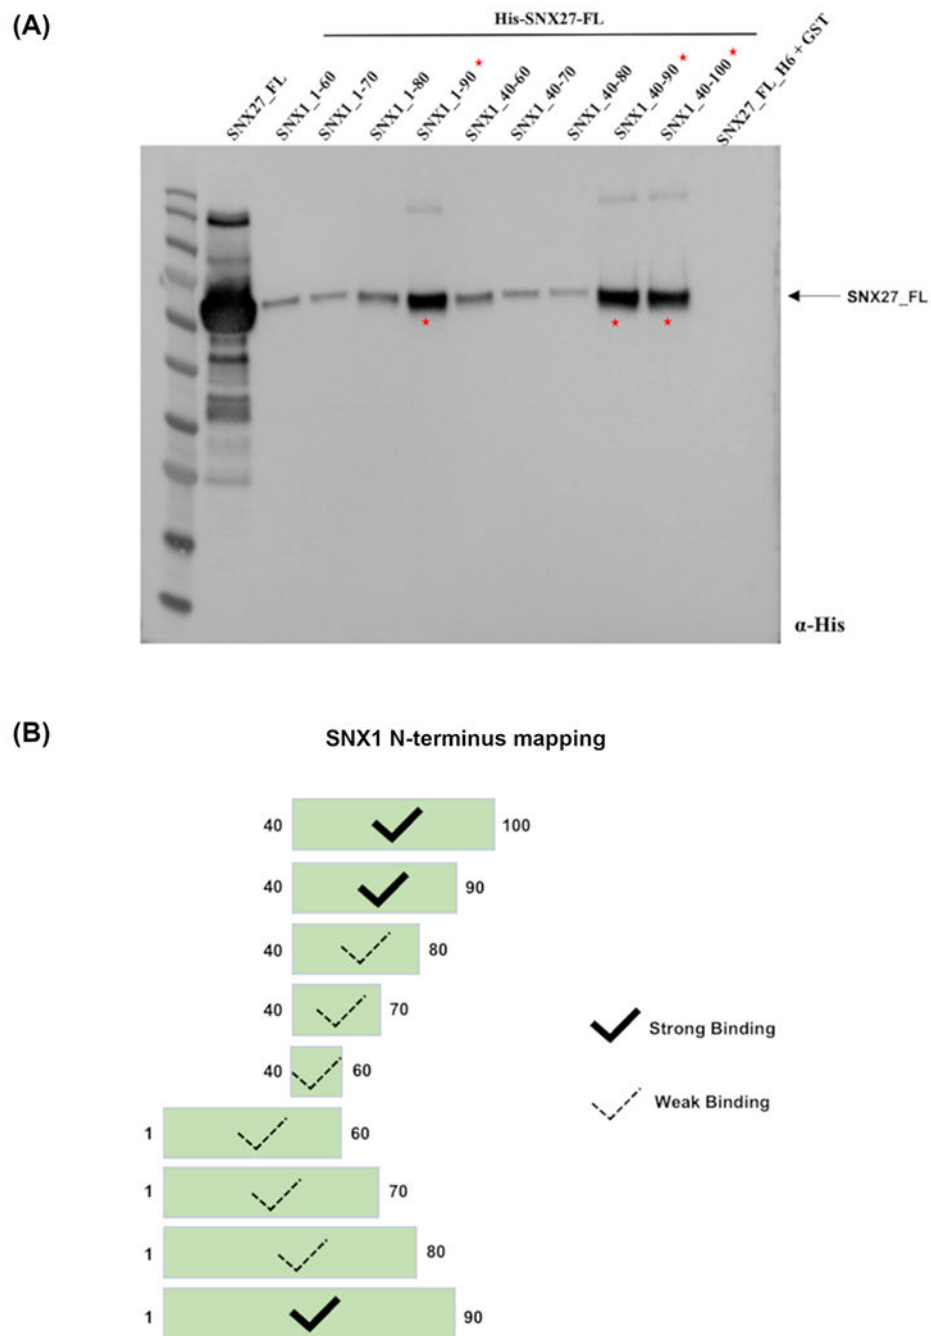 (A)
His-SNX27-FL
SNX27_FL
SNX1_1-60
SNX1_1-70
SNX1_1-80
SNX1_1-90
SNX1_40-60
SNX1_40-70
SNX1_40-80
SNX1_40-90
SNX1_40-100
SNX27_FL_H6 + GST
SNX27_FL
α-His
(B)
SNX1 N-terminus mapping
40 100
40 90
40 80
40 70
40 60
1 60
1 70
1 80
1 90
Strong Binding
Weak Binding